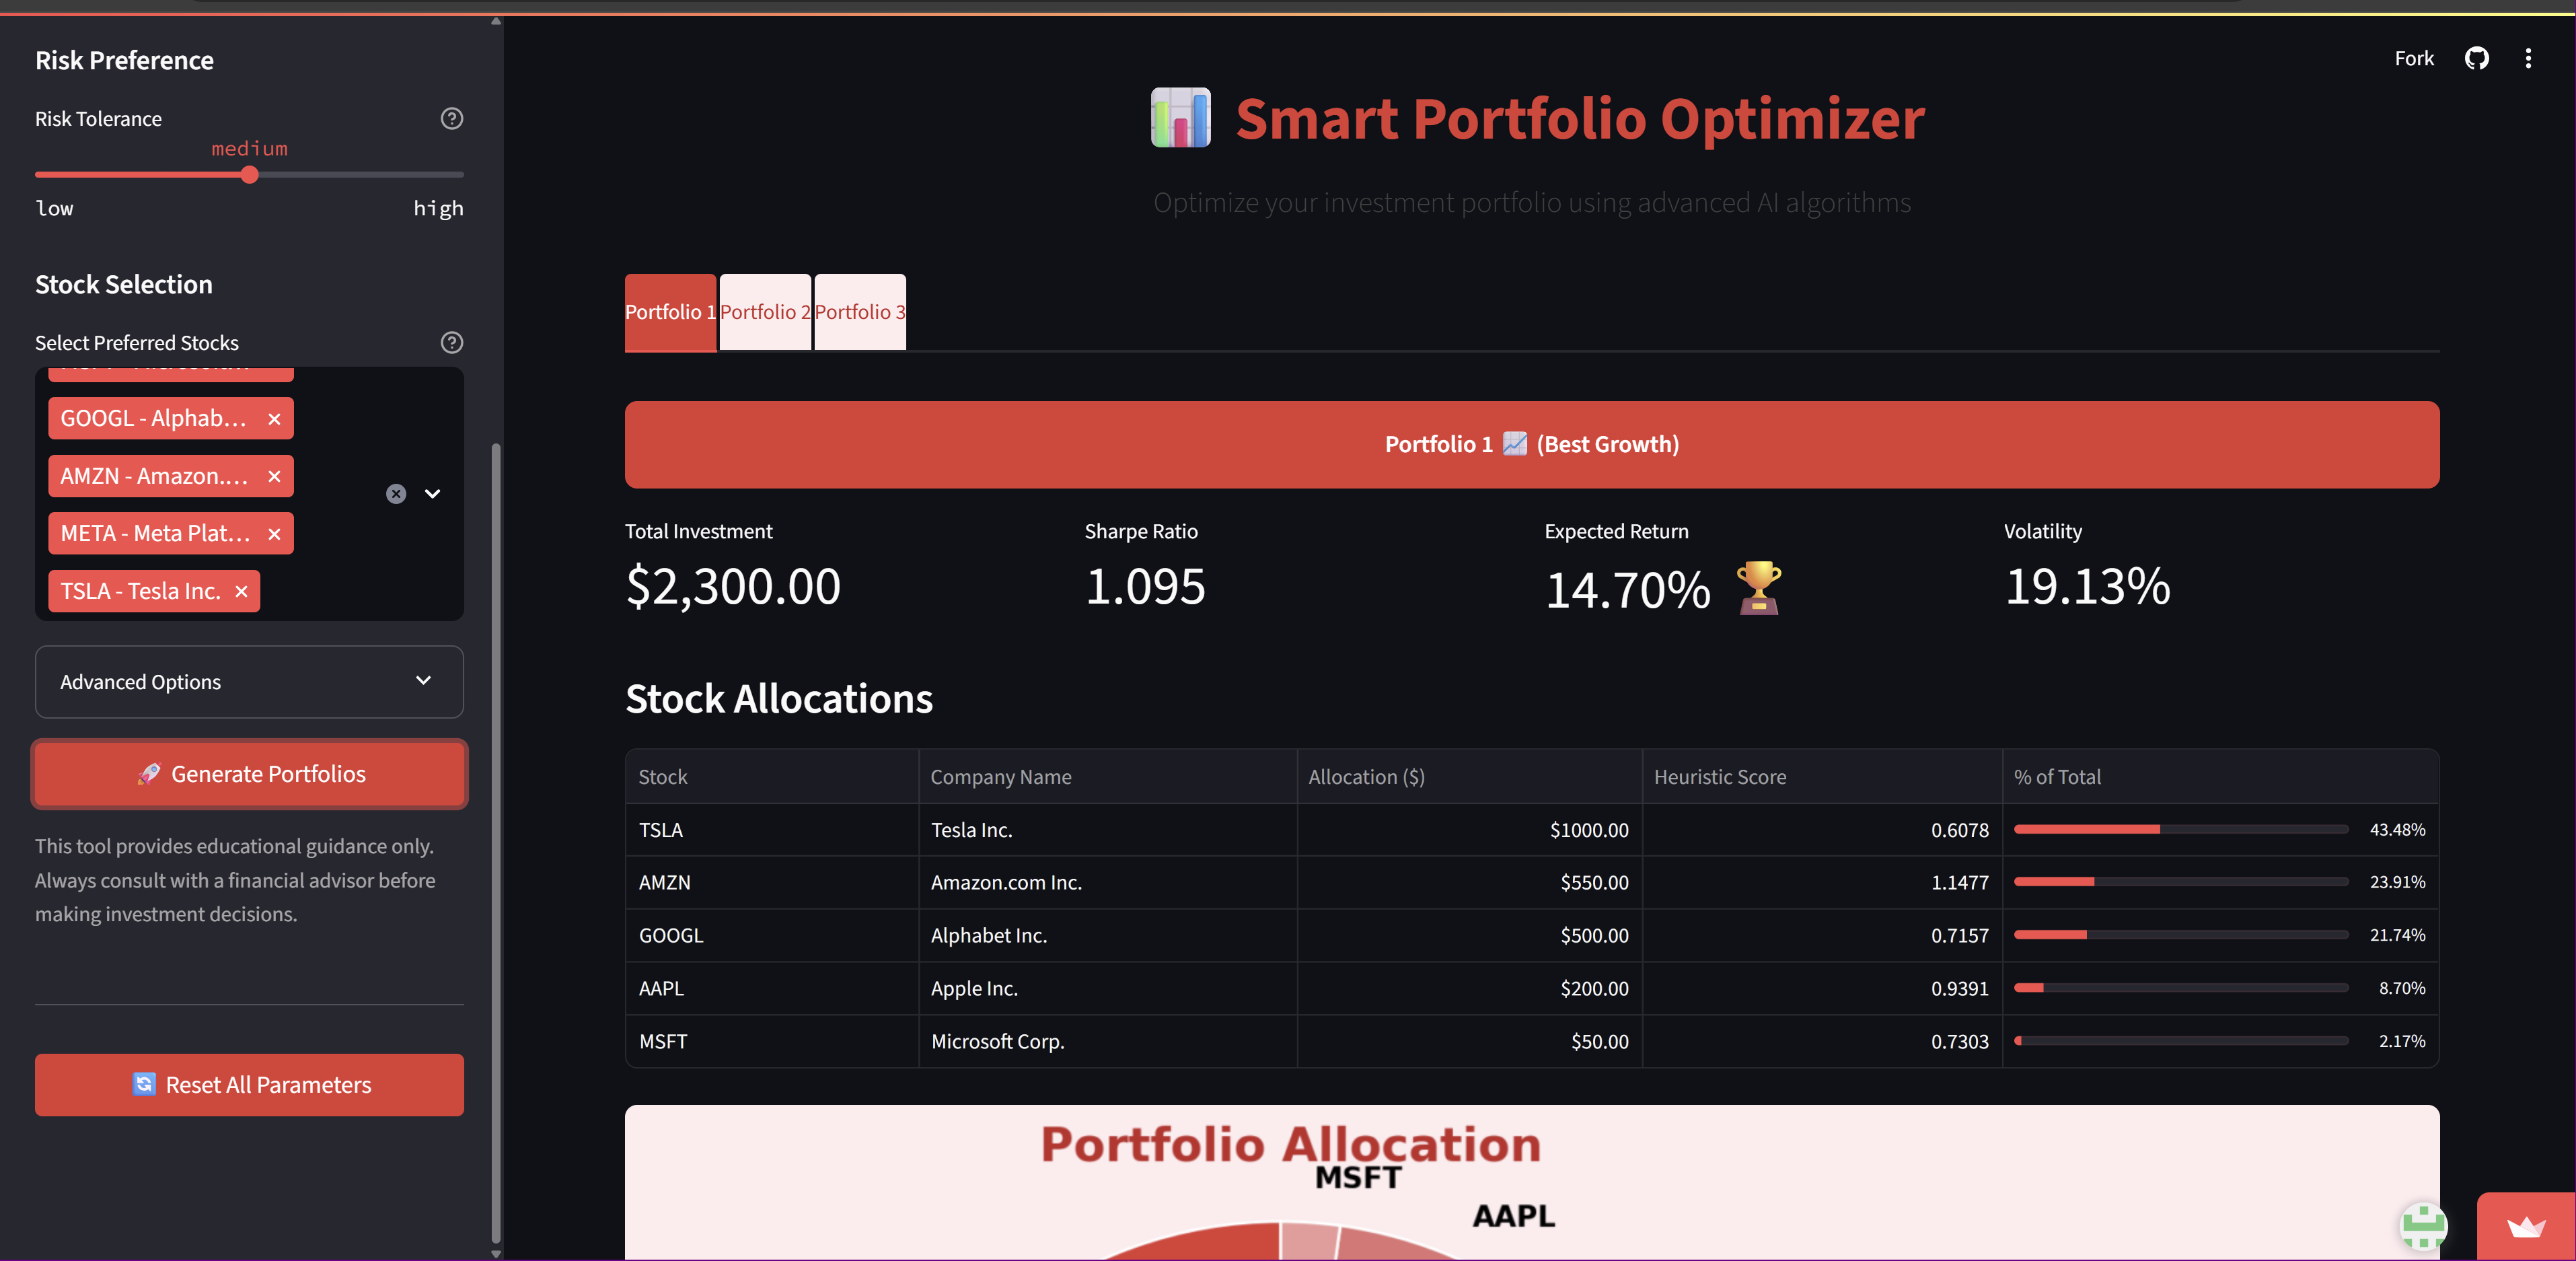 Risk Preference
Risk Tolerance
medium
low high
Stock Selection
Select Preferred Stocks
GOOGL - Alphab...
AMZN - Amazon....
META - Meta Plat...
TSLA - Tesla Inc.
Advanced Options
Generate Portfolios
This tool provides educational guidance only.
Always consult with a financial advisor before
making investment decisions.
Reset All Parameters
Fork
Smart Portfolio Optimizer
Optimize your investment portfolio using advanced AI algorithms
Portfolio 1 Portfolio 2 Portfolio 3
Portfolio 1 (Best Growth)
Total Investment Sharpe Ratio Expected Return Volatility
$2,300.00 1.095 14.70% 19.13%
Stock Allocations
Stock Company Name Allocation ($) Heuristic Score % of Total
TSLA Tesla Inc. $1000.00 0.6078 43.48%
AMZN Amazon.com Inc. $550.00 1.1477 23.91%
GOOGL Alphabet Inc. $500.00 0.7157 21.74%
AAPL Apple Inc. $200.00 0.9391 8.70%
MSFT Microsoft Corp. $50.00 0.7303 2.17%
Portfolio Allocation
MSFT
AAPL